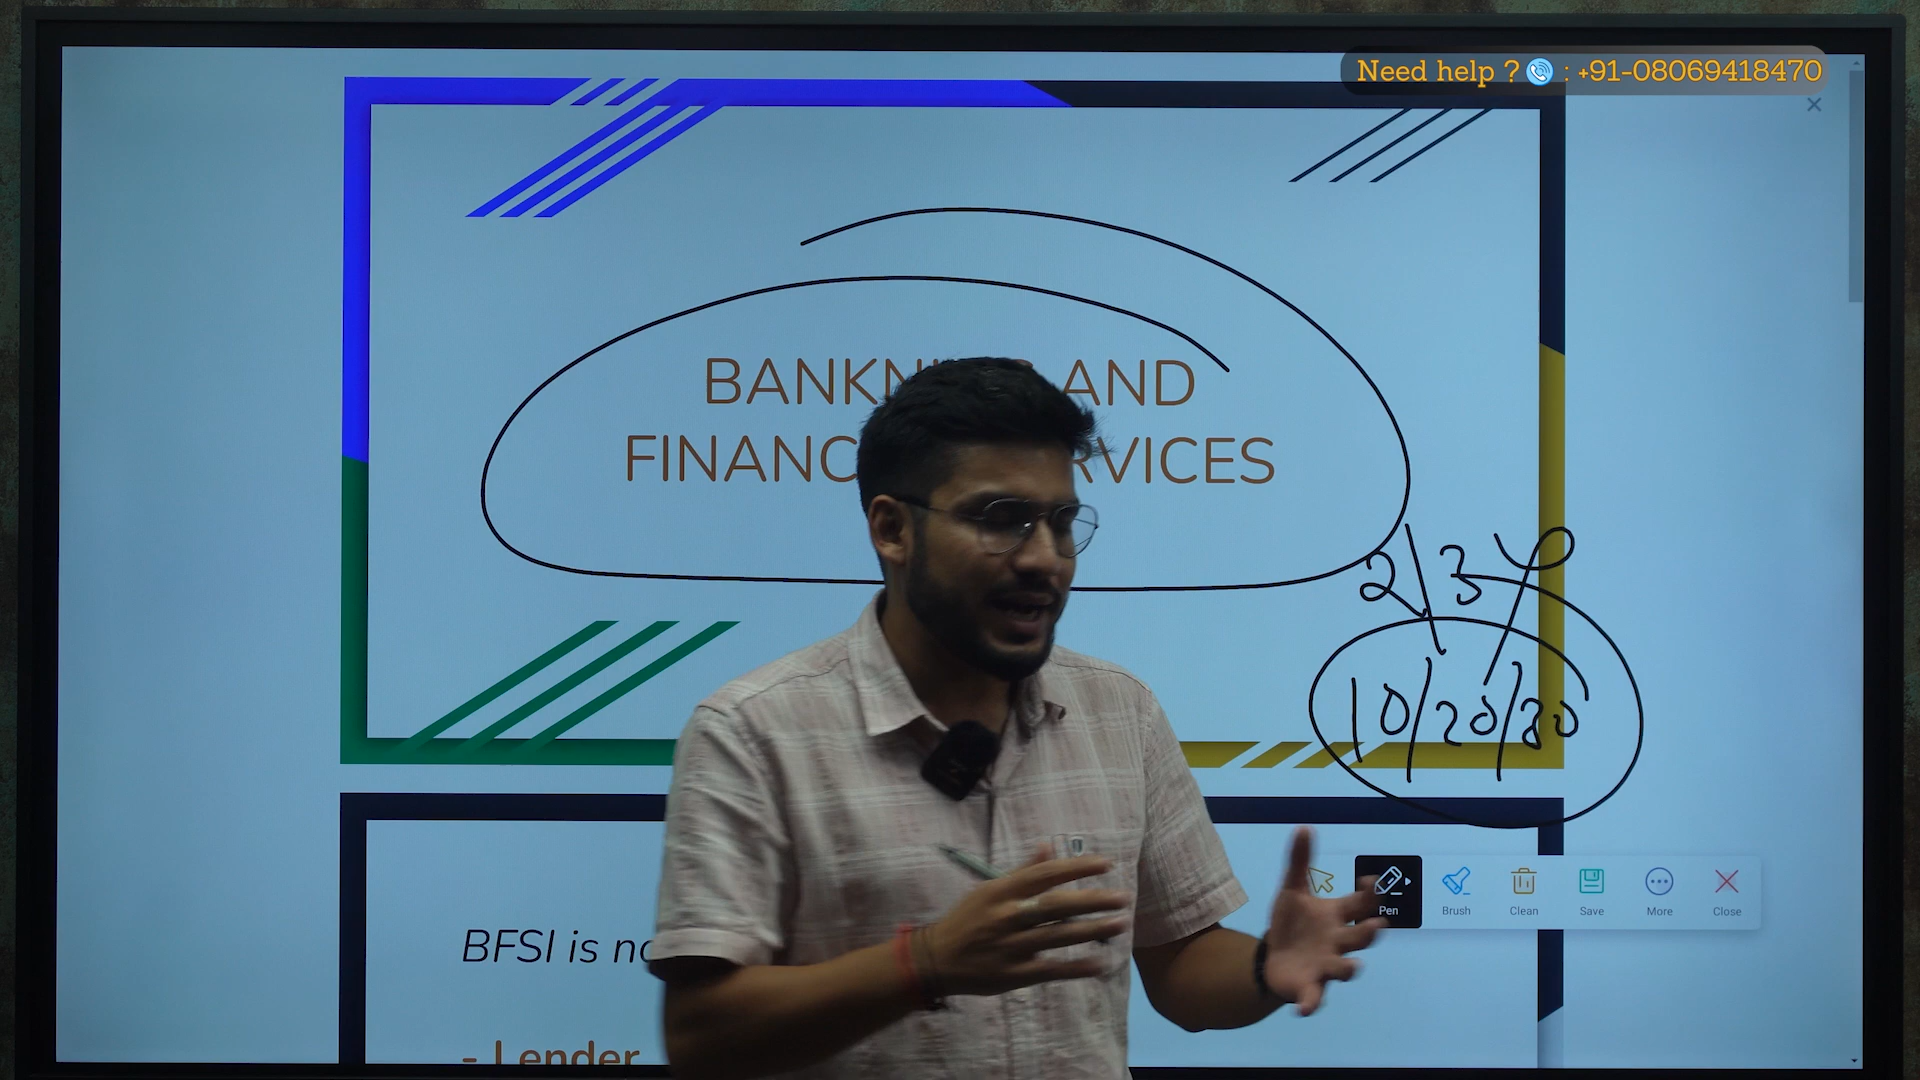 Need help ? : +91-08069418470
BANKN AND
FINANC RVICES
2 3
10/20/30
Pen Brush Clean Save More Close
BFSI is no
- Lender